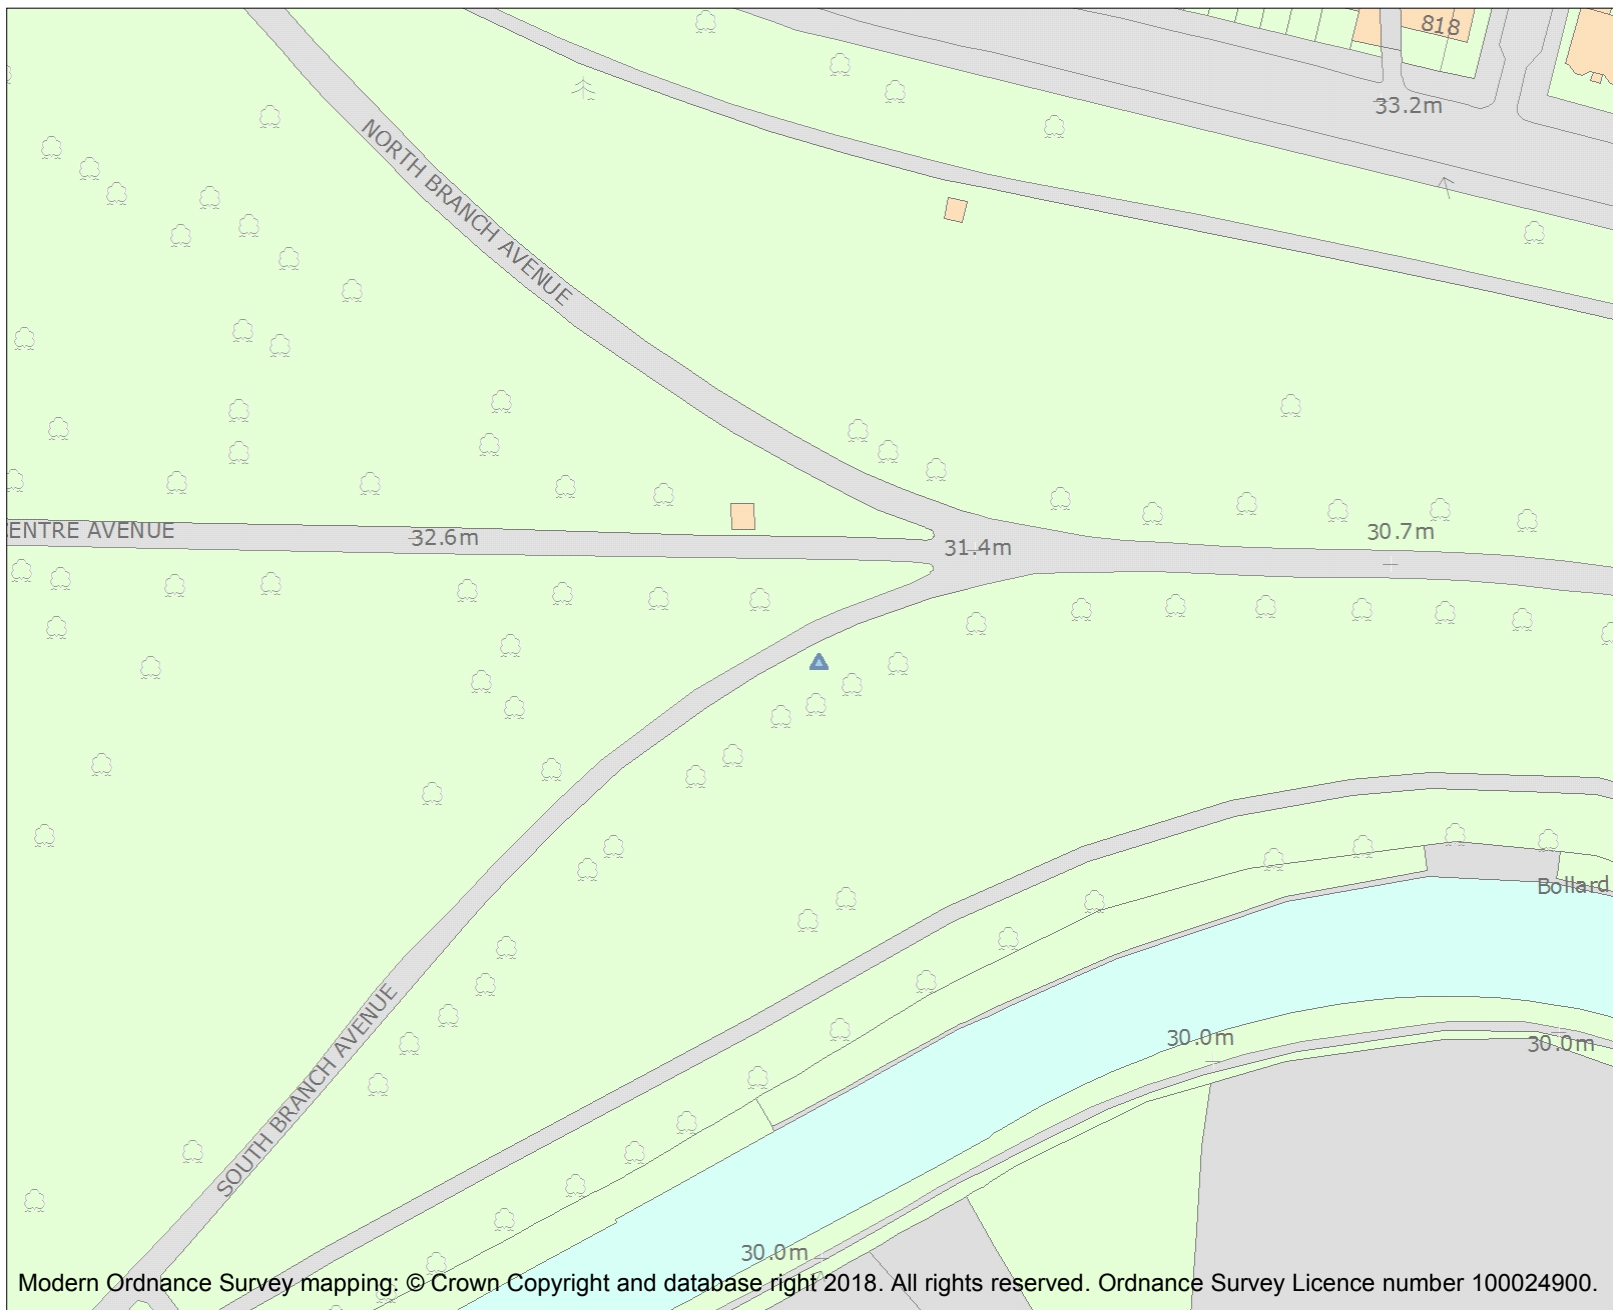 818
33.2m
NORTH BRANCH AVENUE
ENTRE AVENUE
32.6m
31.4m
30.7m
Bollard
SOUTH BRANCH AVENUE
30.0m
30.0m
30.0m
Modern Ordnance Survey mapping: © Crown Copyright and database right 2018. All rights reserved. Ordnance Survey Licence number 100024900.